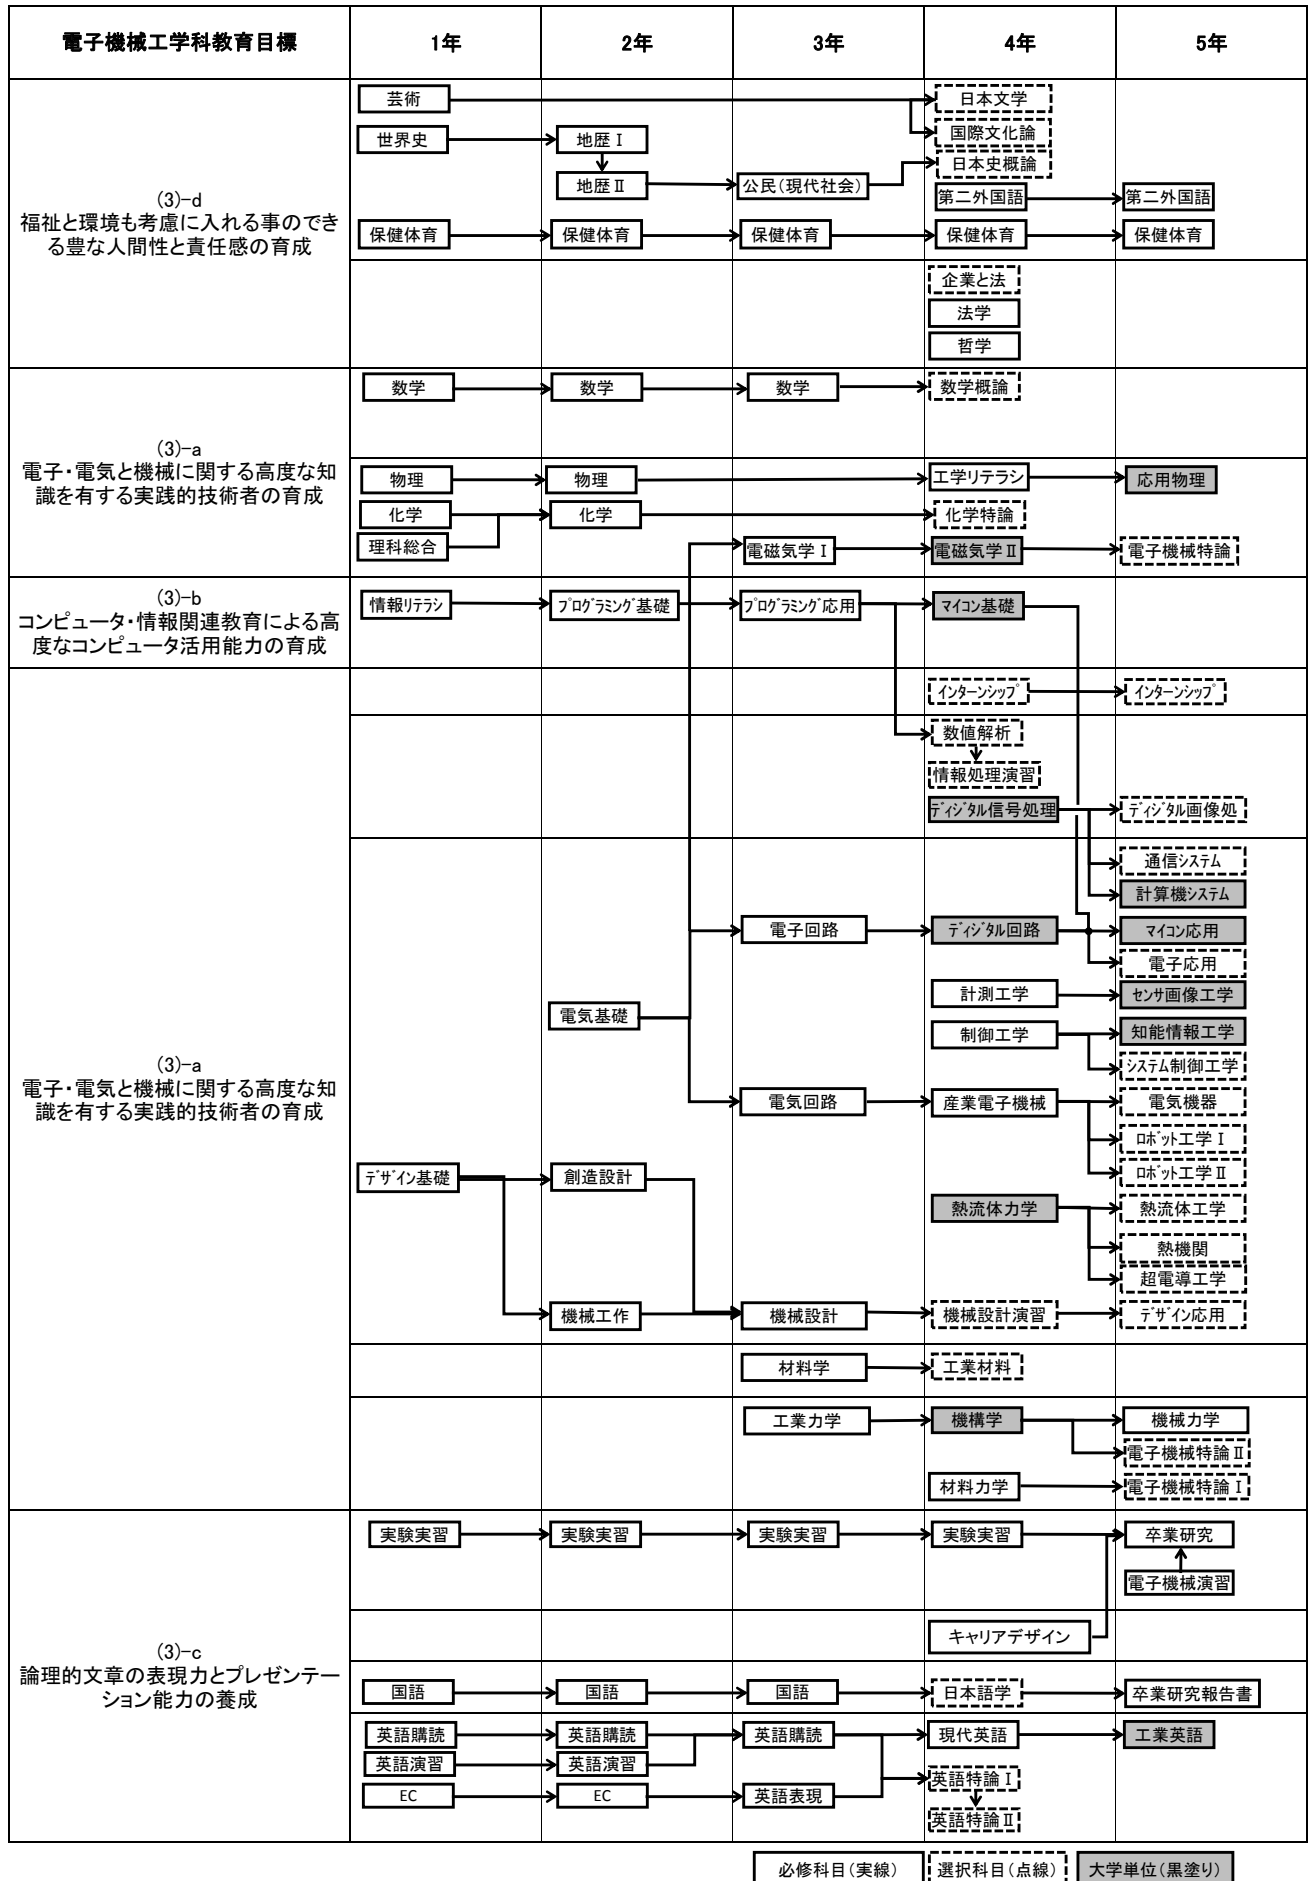 電子機械工学科教育目標 1年 2年 3年 4年 5年
芸術 日本文学
世界史 地歴Ⅰ 国際文化論
日本史概論
地歴Ⅱ 公民(現代社会) 第二外国語 第二外国語
(3)-d
福祉と環境も考慮に入れる事のでき
る豊な人間性と責任感の育成
保健体育 保健体育 保健体育 保健体育 保健体育
企業と法
法学
哲学
数学 数学 数学 数学概論
(3)-a
電子・電気と機械に関する高度な知
識を有する実践的技術者の育成
物理 物理 工学リテラシ 応用物理
化学 化学 化学特論
理科総合 電磁気学Ⅰ 電磁気学Ⅱ 電子機械特論
(3)-b
コンピュータ・情報関連教育による高
度なコンピュータ活用能力の育成
情報リテラシ プログラミング基礎 プログラミング応用 マイコン基礎
インターンシップ インターンシップ
数値解析
情報処理演習
ディジタル信号処理 ディジタル画像処
通信システム
計算機システム
電子回路 ディジタル回路 マイコン応用
電子応用
計測工学 センサ画像工学
電気基礎 制御工学 知能情報工学
システム制御工学
(3)-a
電子・電気と機械に関する高度な知
識を有する実践的技術者の育成
電気回路 産業電子機械 電気機器
ロボット工学Ⅰ
デザイン基礎 創造設計 ロボット工学Ⅱ
熱流体力学 熱流体工学
熱機関
超電導工学
機械工作 機械設計 機械設計演習 デザイン応用
材料学 工業材料
工業力学 機構学 機械力学
電子機械特論Ⅱ
材料力学 電子機械特論Ⅰ
実験実習 実験実習 実験実習 実験実習 卒業研究
電子機械演習
キャリアデザイン
(3)-c
論理的文章の表現力とプレゼンテー
ション能力の養成
国語 国語 国語 日本語学 卒業研究報告書
英語購読 英語購読 英語購読 現代英語 工業英語
英語演習 英語演習
英語特論Ⅰ
EC EC 英語表現
英語特論Ⅱ
必修科目(実線) 選択科目(点線) 大学単位(黒塗り)